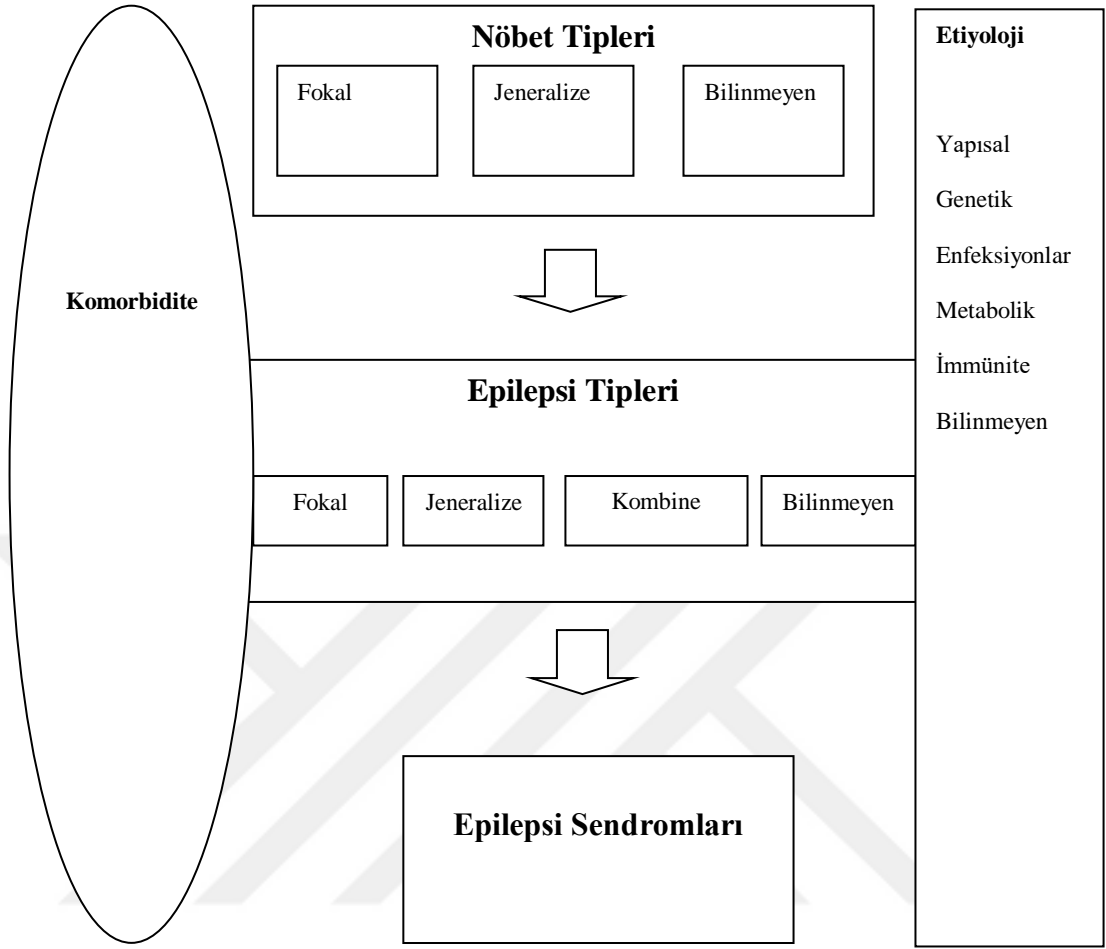 Nöbet Tipleri
Fokal
Jeneralize
Bilinmeyen
Komorbidite
Epilepsi Tipleri
Fokal
Jeneralize
Kombine
Bilinmeyen
Epilepsi Sendromları
Etiyoloji
Yapısal
Genetik
Enfeksiyonlar
Metabolik
İmmünite
Bilinmeyen